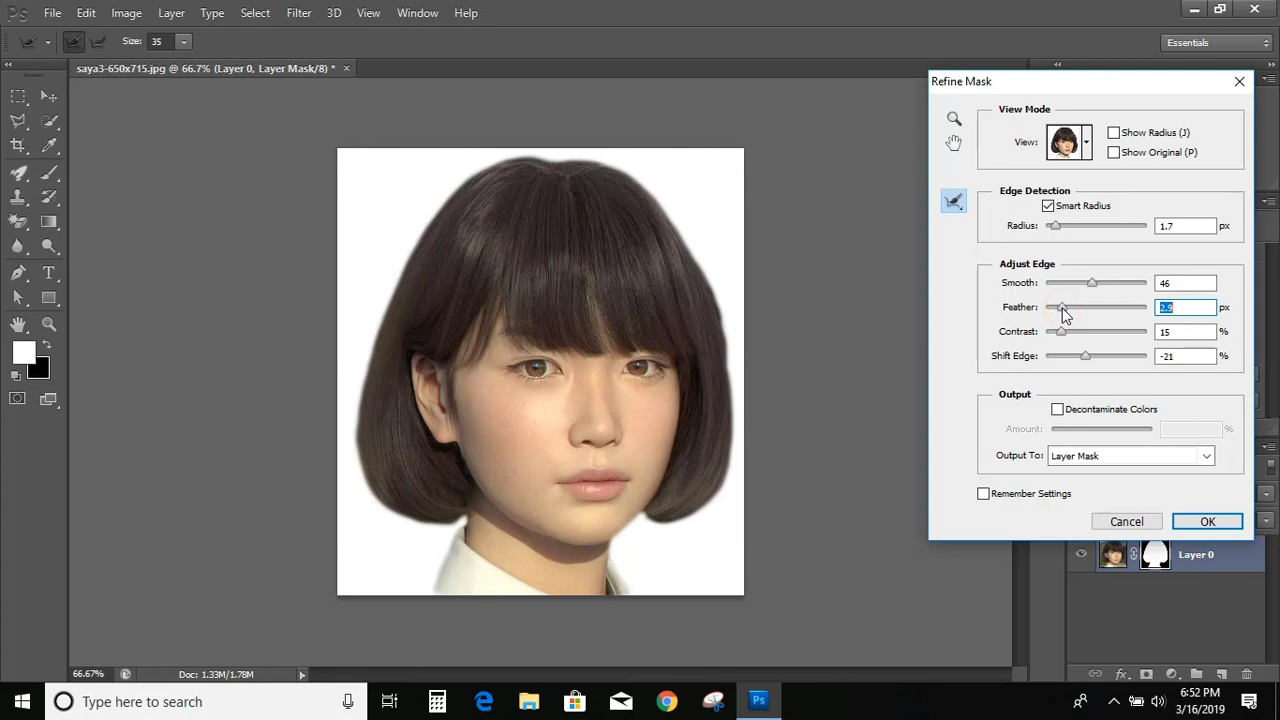 Ps File Edit Image Layer Type Select Filter 3D View Window Help
Size: 35 Essentials
saya3-650x715.jpg @ 66.7% (Layer 0, Layer Mask/8) *
Refine Mask
View Mode
View: Show Radius (J)
Show Original (P)
Edge Detection
Smart Radius
Radius: 1.7 px
Adjust Edge
Smooth: 46
Feather: 2.9 px
Contrast: 15 %
Shift Edge: -21 %
Output
Decontaminate Colors
Amount: %
Output To: Layer Mask
Remember Settings
Cancel OK
Layer 0
66.67% Doc: 1.33M/1.78M
Type here to search
Ps
6:52 PM
3/16/2019